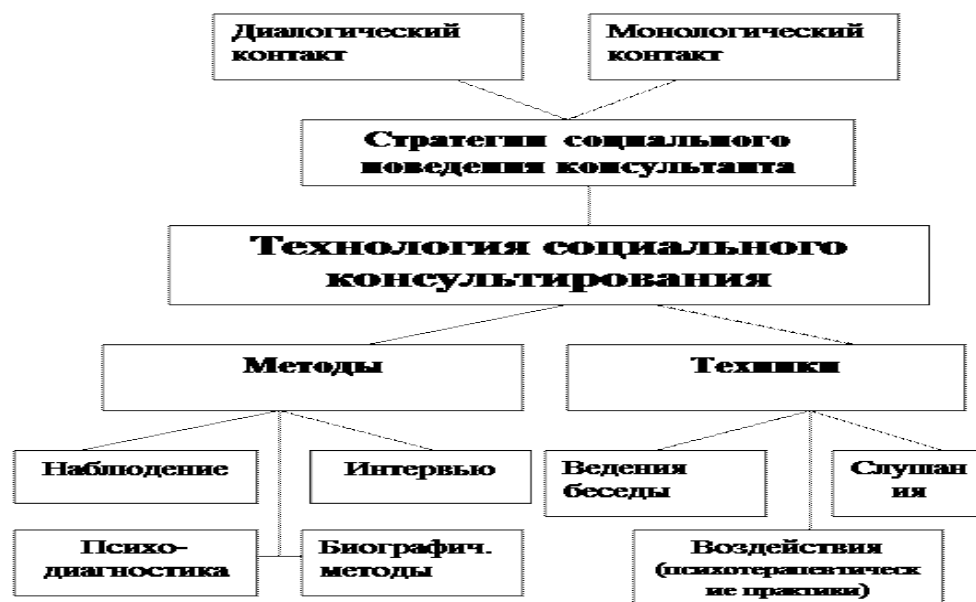 Диалогический
контакт
Монологический
контакт
Стратегии социального
поведения консультанта
Технология социального
консультирования
Методы
Техники
Наблюдение
Интервью
Ведения
беседы
Слушан
ия
Психо-
диагностика
Биографич.
методы
Воздействия
(психотерапевтическ
ие практики)